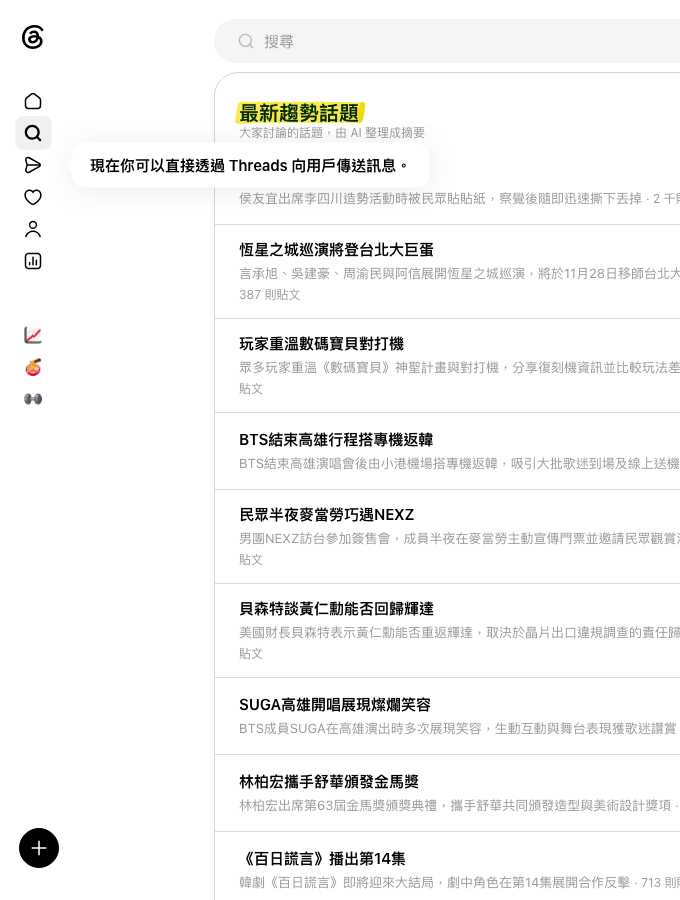 搜尋
最新趨勢話題
大家討論的話題，由 AI 整理成摘要
現在你可以直接透過 Threads 向用戶傳送訊息。
侯友宜出席李四川造勢活動時被民眾貼貼紙，察覺後隨即迅速撕下丟掉 · 2 千
恆星之城巡演將登台北大巨蛋
言承旭、吳建豪、周渝民與阿信展開恆星之城巡演，將於11月28日移師台北大
387 則貼文
玩家重溫數碼寶貝對打機
眾多玩家重溫《數碼寶貝》神聖計畫與對打機，分享復刻機資訊並比較玩法差
貼文
BTS結束高雄行程搭專機返韓
BTS結束高雄演唱會後由小港機場搭專機返韓，吸引大批歌迷到場及線上送機
民眾半夜麥當勞巧遇NEXZ
男團NEXZ訪台參加簽售會，成員半夜在麥當勞主動宣傳門票並邀請民眾觀賞
貼文
貝森特談黃仁勳能否回歸輝達
美國財長貝森特表示黃仁勳能否重返輝達，取決於晶片出口違規調查的責任歸
貼文
SUGA高雄開唱展現燦爛笑容
BTS成員SUGA在高雄演出時多次展現笑容，生動互動與舞台表現獲歌迷讚賞
林柏宏攜手舒華頒發金馬獎
林柏宏出席第63屆金馬獎頒獎典禮，攜手舒華共同頒發造型與美術設計獎項 ·
《百日謊言》播出第14集
韓劇《百日謊言》即將迎來大結局，劇中角色在第14集展開合作反擊 · 713 則